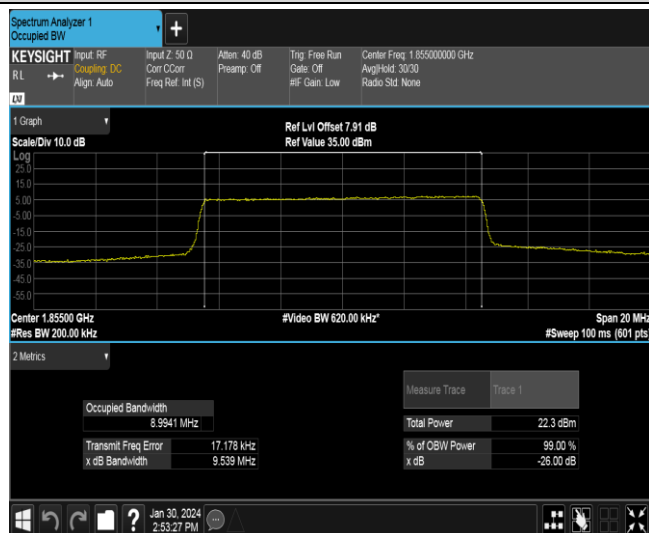 Spectrum Analyzer 1
Occupied BW
+
KEYSIGHT
RL
LXI
Input: RF
Coupling: DC
Align: Auto
Input Z: 50 Ω
Corr CCorr
Freq Ref: Int (S)
Atten: 40 dB
Preamp: Off
Trig: Free Run
Gate: Off
#IF Gain: Low
Center Freq: 1.855000000 GHz
Avg|Hold: 30/30
Radio Std: None
1 Graph
Scale/Div 10.0 dB
Ref Lvl Offset 7.91 dB
Ref Value 35.00 dBm
Log
25.0
15.0
5.00
-5.00
-15.0
-25.0
-35.0
-45.0
-55.0
Center 1.85500 GHz
#Video BW 620.00 kHz*
Span 20 MHz
#Res BW 200.00 kHz
#Sweep 100 ms (601 pts)
2 Metrics
Measure Trace Trace 1
Occupied Bandwidth
8.9941 MHz
Total Power 22.3 dBm
Transmit Freq Error 17.178 kHz
% of OBW Power 99.00 %
x dB Bandwidth 9.539 MHz
x dB -26.00 dB
?
Jan 30, 2024
2:53:27 PM